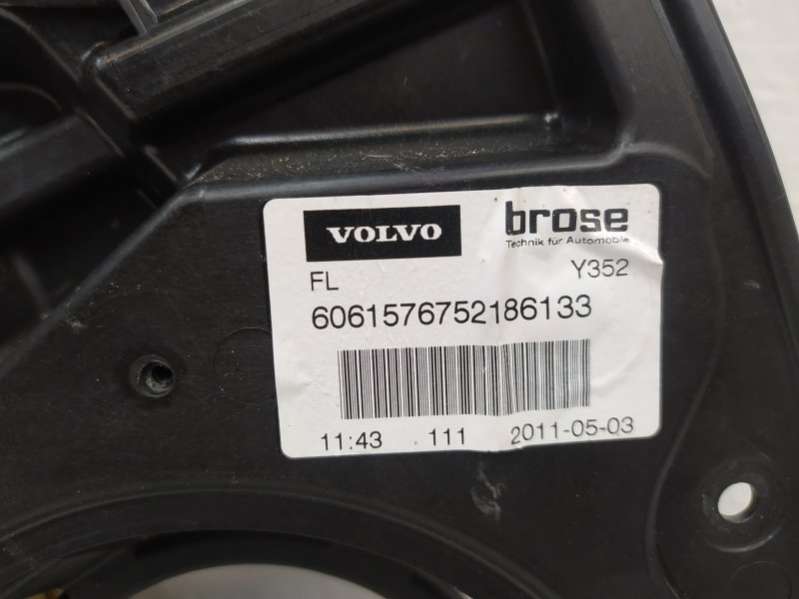 VOLVO brose
Technik für Automobile
FL Y352
6061576752186133
11:43 111 2011-05-03